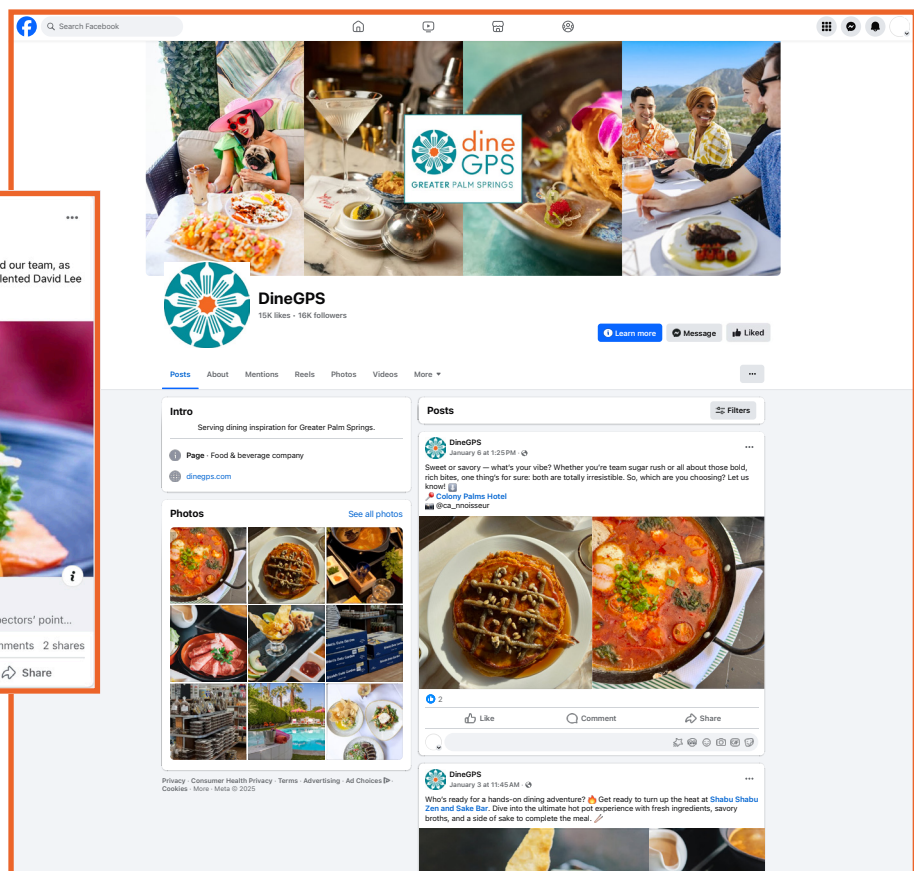 Search Facebook
dine
GPS
GREATER PALM SPRINGS
DineGPS
15K likes • 16K followers
Learn more
Message
Liked
Posts
About
Mentions
Reels
Photos
Videos
More
Intro
Serving dining inspiration for Greater Palm Springs.
Page · Food & beverage company
dinegps.com
Photos
See all photos
Privacy · Consumer Health Privacy · Terms · Advertising · Ad Choices ·
Cookies · More · Meta © 2025
Posts
Filters
DineGPS
January 6 at 1:25 PM ·
Sweet or savory — what's your vibe? Whether you're team sugar rush or all about those bold,
rich bites, one thing's for sure: both are totally irresistible. So, which are you choosing? Let us
know! ⬇️
📍 Colony Palms Hotel
📷 @ca_nnoisseur
2
Like
Comment
Share
DineGPS
January 3 at 11:45 AM ·
Who's ready for a hands-on dining adventure? 🔥 Get ready to turn up the heat at Shabu Shabu
Zen and Sake Bar. Dive into the ultimate hot pot experience with fresh ingredients, savory
broths, and a side of sake to complete the meal. 🥢
d our team, as
lented David Lee
pectors' point...
nments 2 shares
Share